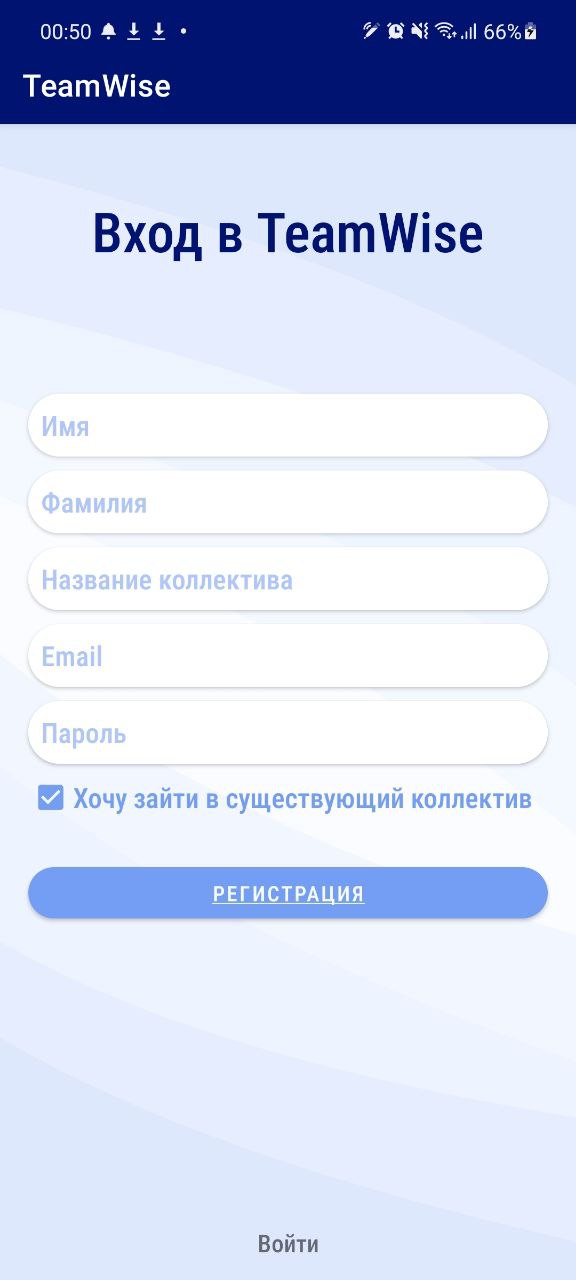 00:50 66%
TeamWise
Вход в TeamWise
Имя
Фамилия
Название коллектива
Email
Пароль
Хочу зайти в существующий коллектив
РЕГИСТРАЦИЯ
Войти